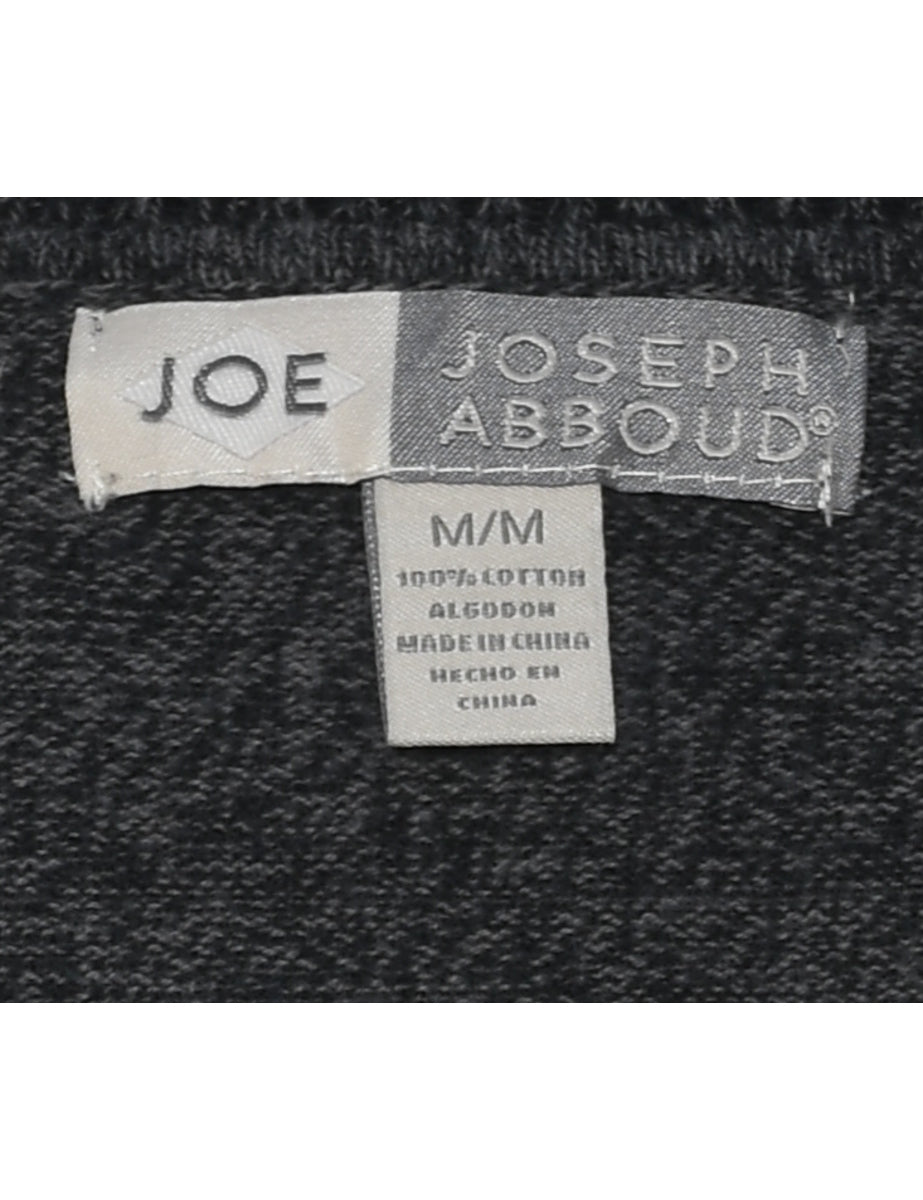 JOE
JOSEPH
ABBOUD®
M/M
100% COTTON
ALGODON
MADE IN CHINA
HECHO EN
CHINA